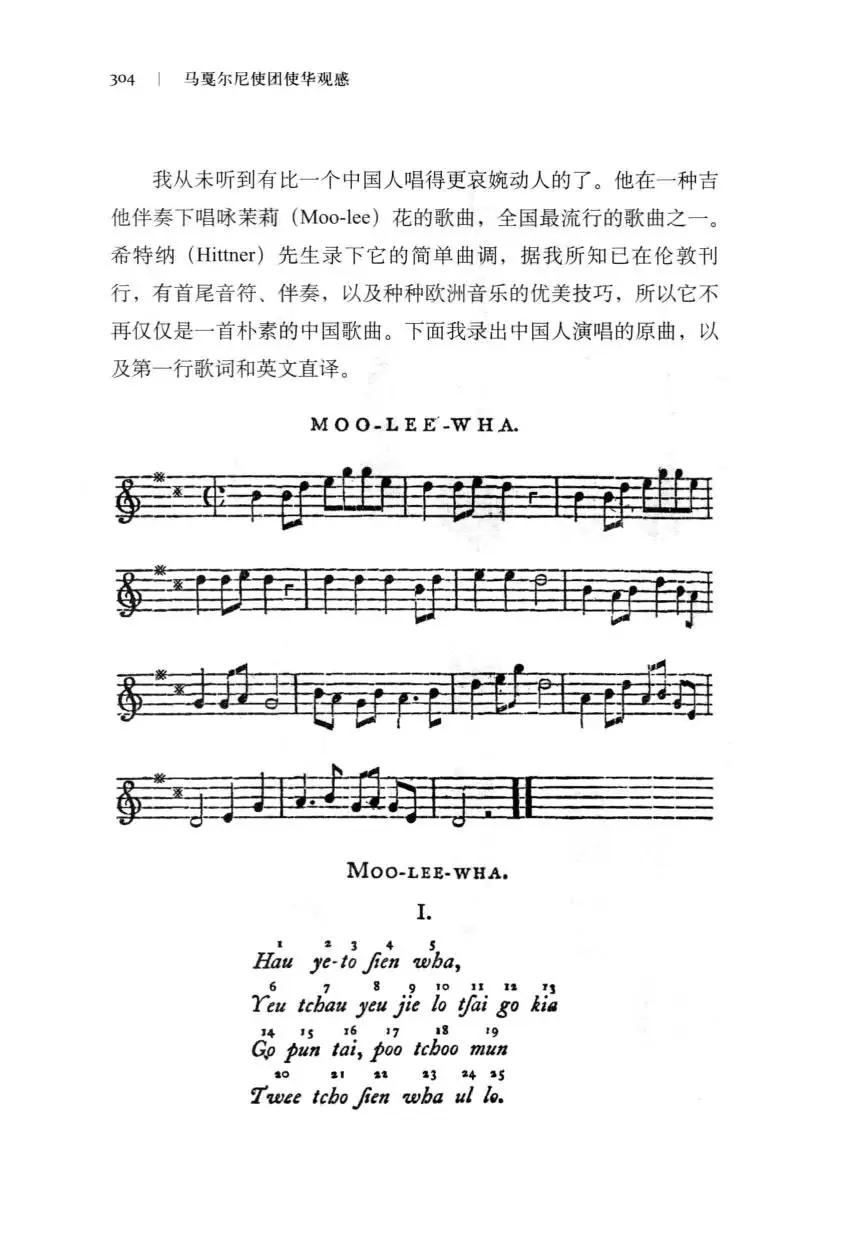 304 | 马戛尔尼使团使华观感
我从未听到有比一个中国人唱得更哀婉动人的了。他在一种吉
他伴奏下唱咏茉莉（Moo-lee）花的歌曲，全国最流行的歌曲之一。
希特纳（Hittner）先生录下它的简单曲调，据我所知已在伦敦刊
行，有首尾音符、伴奏，以及种种欧洲音乐的优美技巧，所以它不
再仅仅是一首朴素的中国歌曲。下面我录出中国人演唱的原曲，以
及第一行歌词和英文直译。
MOO-LEE-WHA.
MOO-LEE-WHA.
I.
1 2 3 4 5
Hau ye-to ſien wha,
6 7 8 9 10 11 12 13
Yeu tchau yeu jie lo tſai go kia
14 15 16 17 18 19
Go pun tai, poo tchoo mun
20 21 22 23 24 25
Twee tcho ſien wha ul lo.